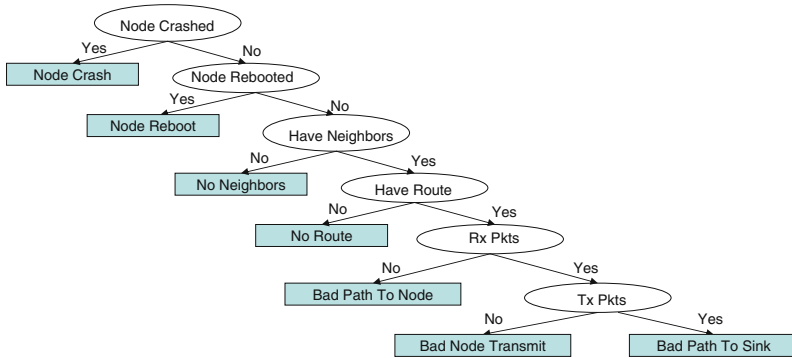 Node Crashed
Yes
No
Node Crash
Node Rebooted
Yes
No
Node Reboot
Have Neighbors
No
Yes
No Neighbors
Have Route
No
Yes
No Route
Rx Pkts
No
Yes
Bad Path To Node
Tx Pkts
No
Yes
Bad Node Transmit
Bad Path To Sink